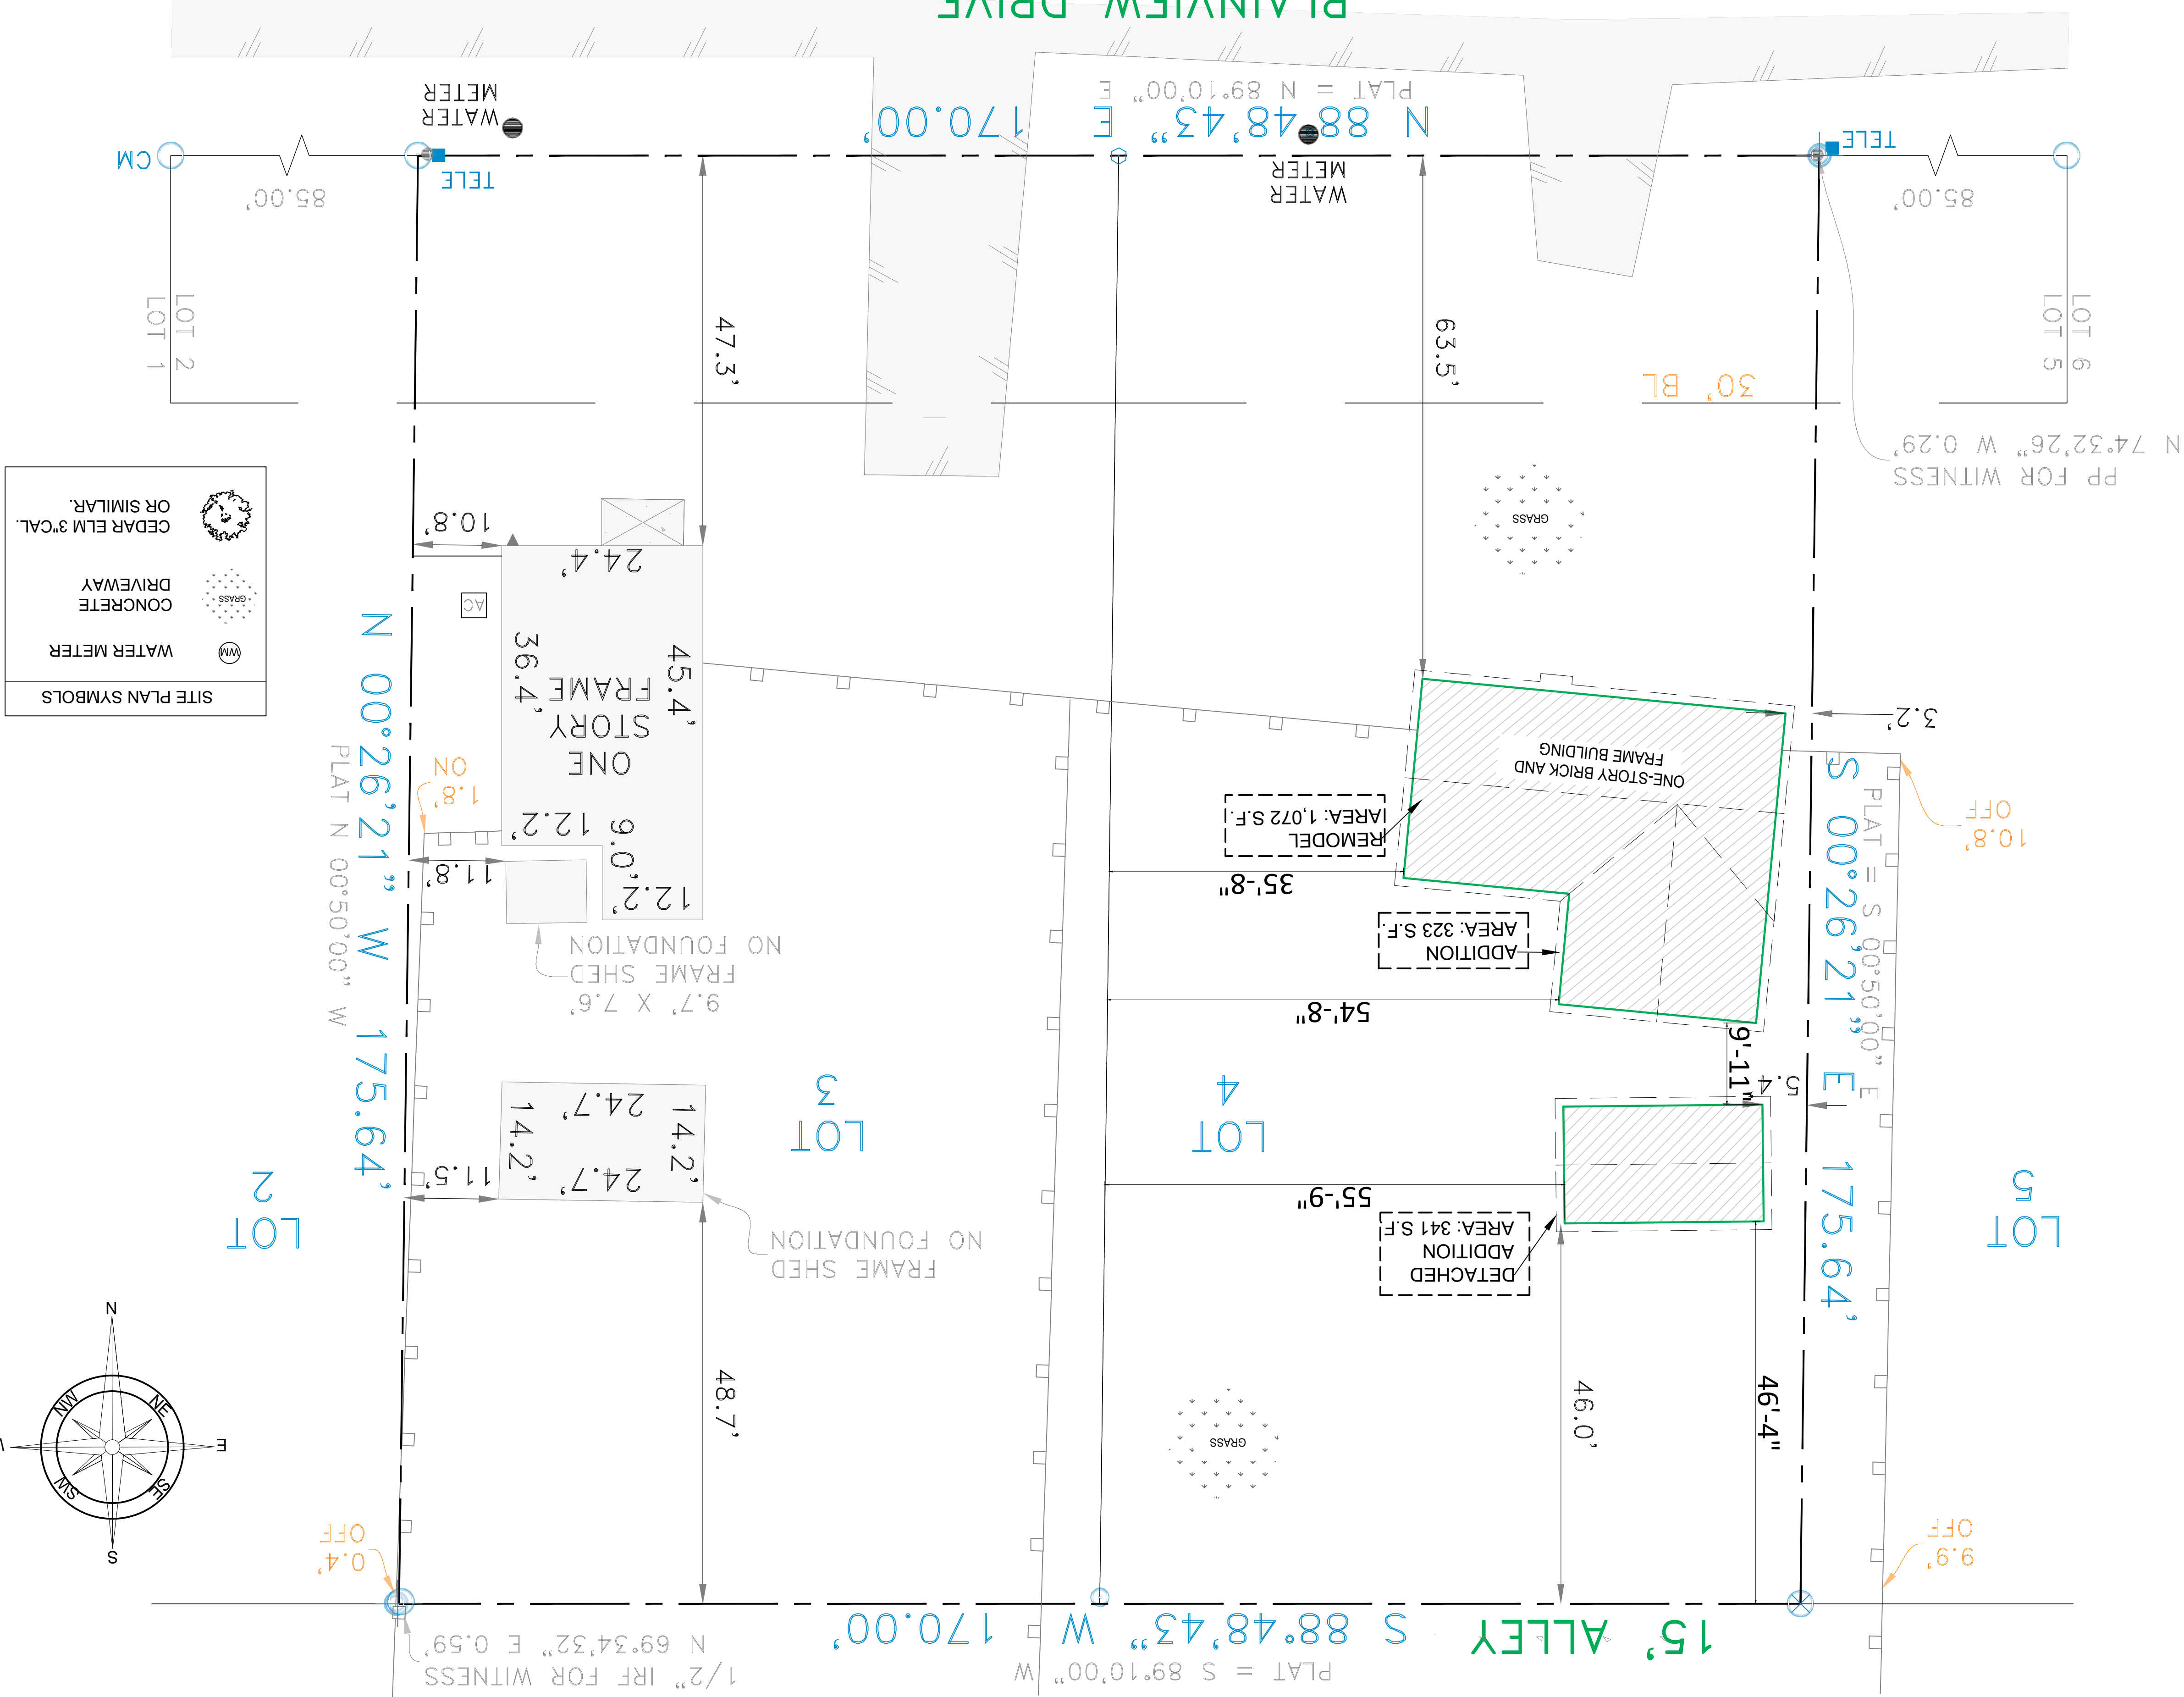 PLAINVIEW DRIVE
PLAT = N 89°10'00" E
N 88°48'43" E 170.00'
WATER
METER
WATER
METER
CM
TELE
TELE
85.00'
85.00'
LOT 1
LOT 2
LOT 5
LOT 6
47.3'
63.5'
30' BL
PP FOR WITNESS
N 74°32'26" W 0.29'
SITE PLAN SYMBOLS
WM
WATER METER
GRASS
CONCRETE
DRIVEWAY
CEDAR ELM 3"CAL.
OR SIMILAR.
GRASS
10.8'
24.4'
AC
36.4'
45.4'
ONE
STORY
FRAME
12.2'
9.0'
12.2'
1.8'
ON
11.8'
N 00°26'21" W 175.64'
PLAT N 00°50'00" W
9.7' X 7.6'
FRAME SHED
NO FOUNDATION
ONE-STORY BRICK AND
FRAME BUILDING
REMODEL
AREA: 1,072 S.F.
35'-8"
ADDITION
AREA: 323 S.F.
54'-8"
3.2'
10.8'
OFF
S 00°26'21" E 175.64'
PLAT = S 00°50'00" E
9'-11"
5.4
LOT
2
LOT
3
LOT
4
LOT
5
24.7'
14.2'
14.2'
24.7'
11.5'
FRAME SHED
NO FOUNDATION
55'-9"
DETACHED
ADDITION
AREA: 341 S.F.
48.7'
46.0'
46'-4"
GRASS
N
NE
E
SE
S
SW
NW
0.4'
OFF
9.9'
OFF
1/2" IRF FOR WITNESS
N 69°34'32" E 0.59'
S 88°48'43" W 170.00'
PLAT = S 89°10'00" W
15' ALLEY